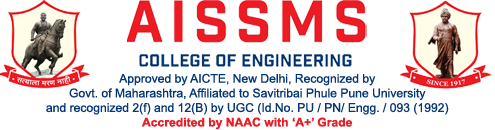 AISSMS
COLLEGE OF ENGINEERING
Approved by AICTE, New Delhi, Recognized by
Govt. of Maharashtra, Affiliated to Savitribai Phule Pune University
and recognized 2(f) and 12(B) by UGC (Id.No. PU / PN/ Engg. / 093 (1992)
Accredited by NAAC with ‘A+’ Grade
सत्याला मरण नाही
SINCE 1917